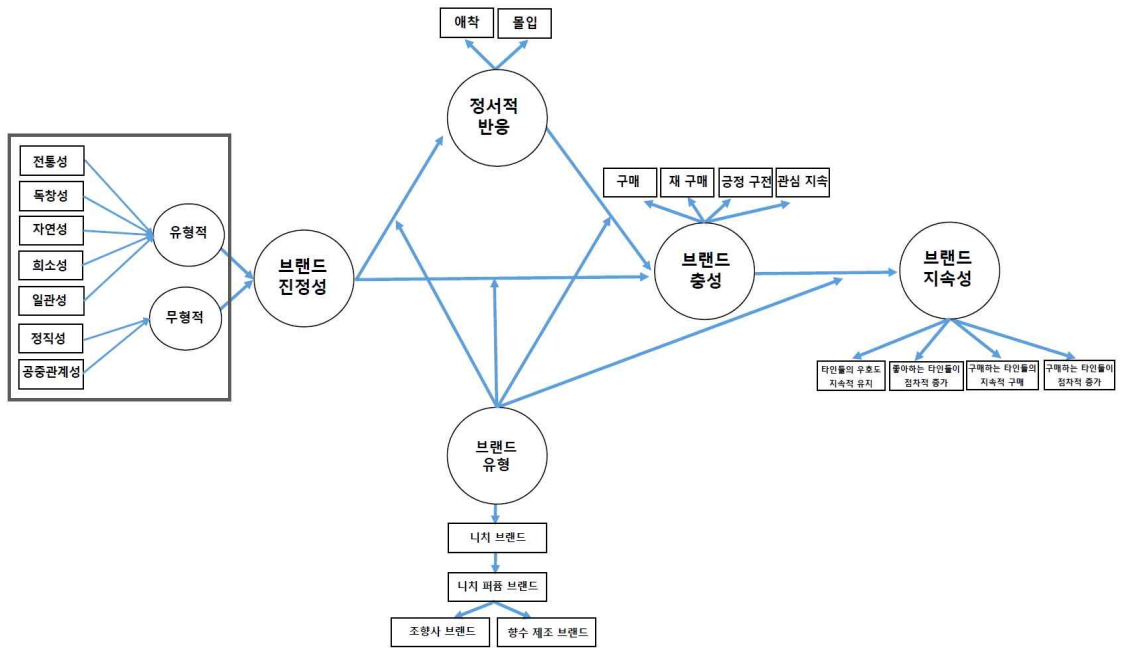 애착
몰입
정서적
반응
전통성
독창성
자연성
희소성
일관성
정직성
공중관계성
유형적
무형적
브랜드
진정성
구매
재 구매
긍정 구전
관심 지속
브랜드
충성
브랜드
지속성
타인들의 우호도
지속적 유지
좋아하는 타인들이
점차적 증가
구매하는 타인들의
지속적 구매
구매하는 타인들이
점차적 증가
브랜드
유형
니치 브랜드
니치 퍼퓸 브랜드
조향사 브랜드
향수 제조 브랜드